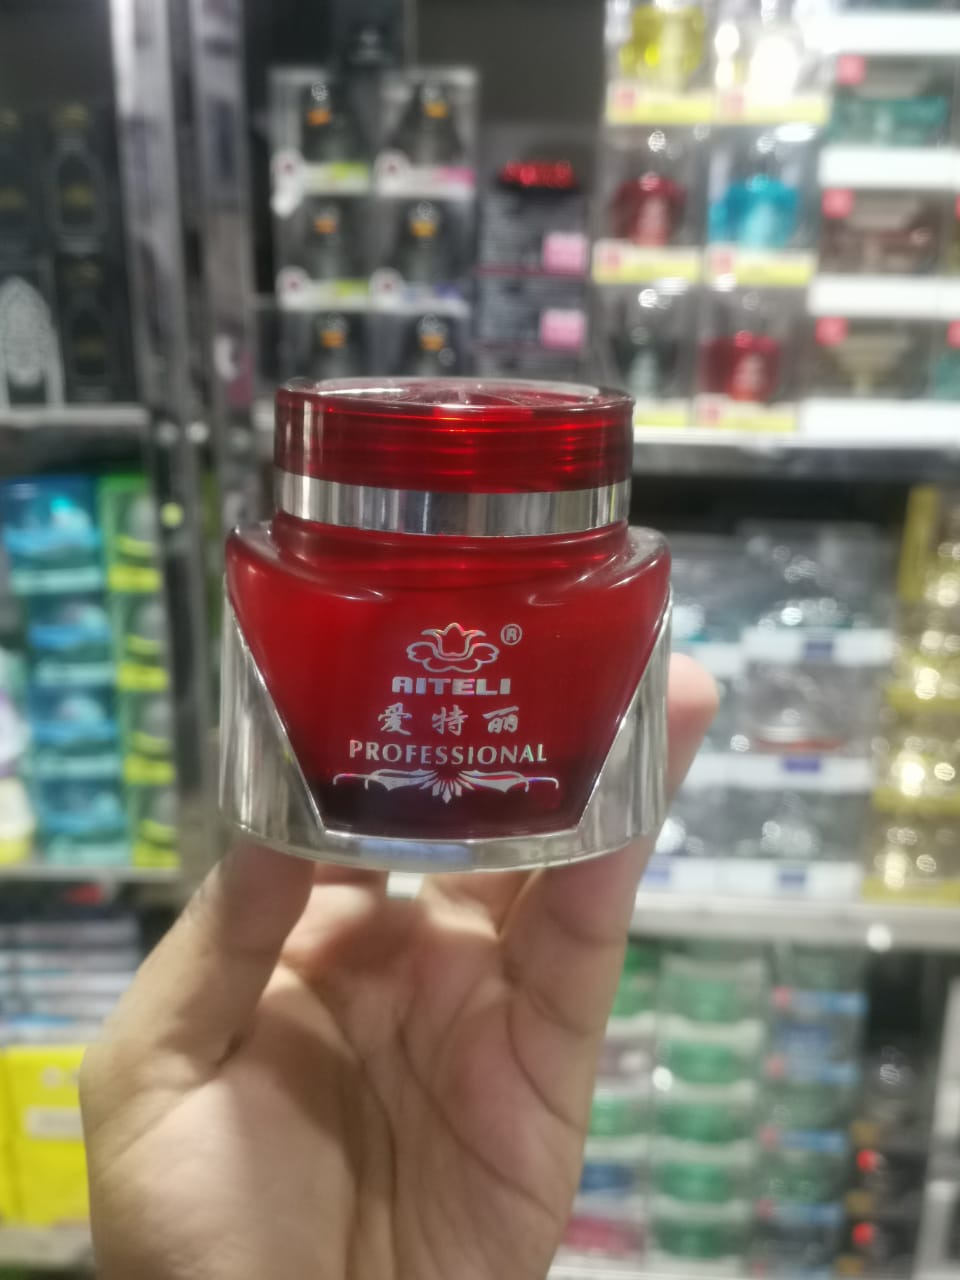 ®
AITELI
爱特丽
PROFESSIONAL